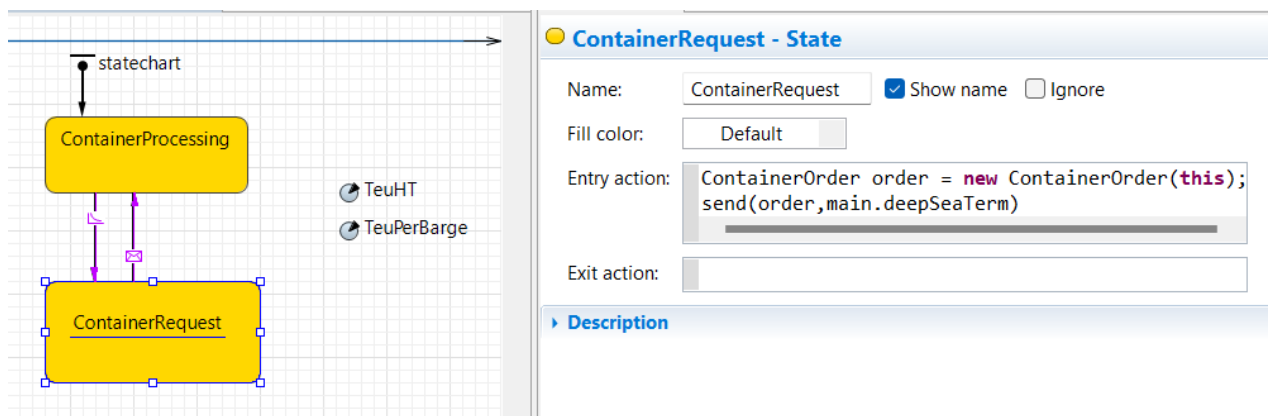 statechart
ContainerProcessing
TeuHT
TeuPerBarge
ContainerRequest
ContainerRequest - State
Name:
ContainerRequest
Show name
Ignore
Fill color:
Default
Entry action:
ContainerOrder order = new ContainerOrder(this);
send(order,main.deepSeaTerm)
Exit action:
Description